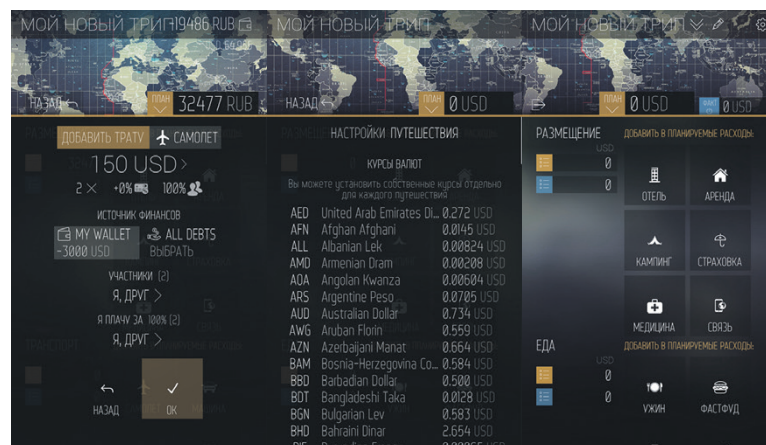 МОЙ НОВЫЙ ТРИП
19486 RUB
НАЗАД
ПЛАН
32477 RUB
ДОБАВИТЬ ТРАТУ
САМОЛЕТ
150 USD >
2 × +0% 100%
ИСТОЧНИК ФИНАНСОВ
MY WALLET
-3000 USD
ALL DEBTS
ВЫБРАТЬ
УЧАСТНИКИ (2)
Я, ДРУГ >
Я ПЛАЧУ ЗА 100% (2)
Я, ДРУГ >
НАЗАД
OK
МОЙ НОВЫЙ ТРИП
НАЗАД
ПЛАН
0 USD
НАСТРОЙКИ ПУТЕШЕСТВИЯ
КУРСЫ ВАЛЮТ
Вы можете установить собственные курсы отдельно
для каждого путешествия
AED United Arab Emirates Di... 0.272 USD
AFN Afghan Afghani 0.0145 USD
ALL Albanian Lek 0.00824 USD
AMD Armenian Dram 0.00208 USD
AOA Angolan Kwanza 0.00604 USD
ARS Argentine Peso 0.0705 USD
AUD Australian Dollar 0.734 USD
AWG Aruban Florin 0.559 USD
AZN Azerbaijani Manat 0.664 USD
BAM Bosnia-Herzegovina Co... 0.584 USD
BBD Barbadian Dollar 0.500 USD
BDT Bangladeshi Taka 0.0128 USD
BGN Bulgarian Lev 0.583 USD
BHD Bahraini Dinar 2.654 USD
МОЙ НОВЫЙ ТРИП
ПЛАН
0 USD
ФАКТ
0 USD
РАЗМЕЩЕНИЕ
ДОБАВИТЬ В ПЛАНИРУЕМЫЕ РАСХОДЫ:
USD
0
0
ОТЕЛЬ
АРЕНДА
КАМПИНГ
СТРАХОВКА
МЕДИЦИНА
СВЯЗЬ
ЕДА
ДОБАВИТЬ В ПЛАНИРУЕМЫЕ РАСХОДЫ:
USD
0
0
УЖИН
ФАСТФУД